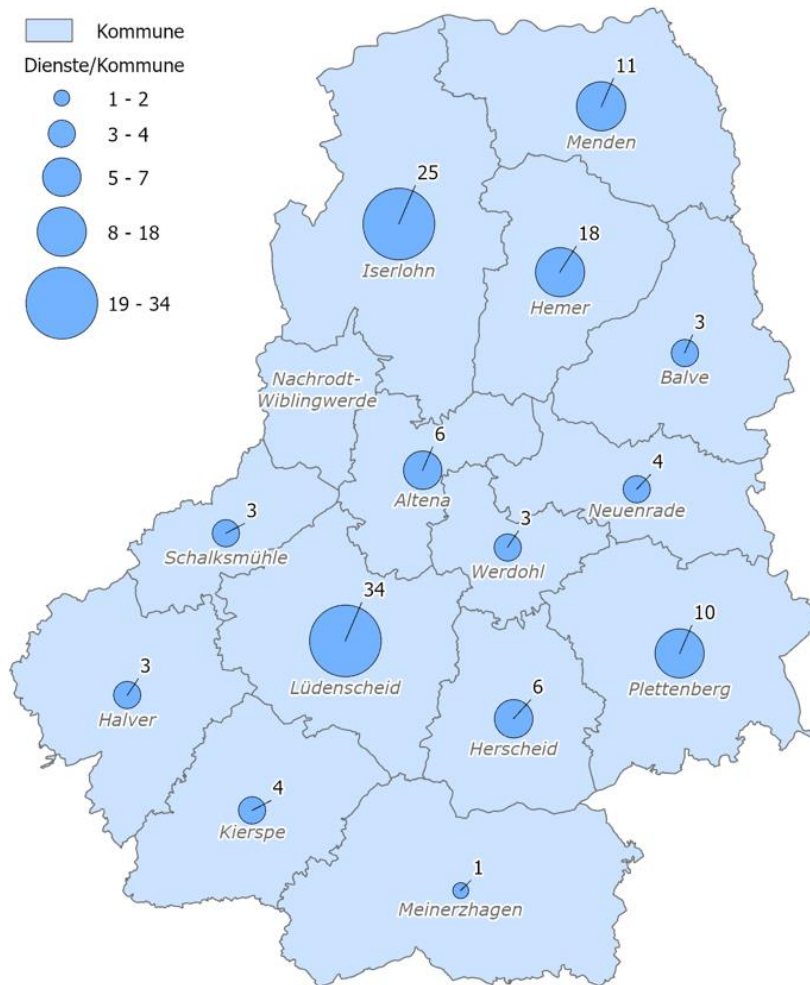 Kommune
Dienste/Kommune
1 - 2
3 - 4
5 - 7
8 - 18
19 - 34
11
Menden
25
Iserlohn
18
Hemer
3
Balve
Nachrodt-
Wiblingwerde
6
Altena
4
Neuenrade
3
Schalksmühle
3
Werdohl
34
Lüdenscheid
10
Plettenberg
3
Halver
6
Herscheid
4
Kierspe
1
Meinerzhagen